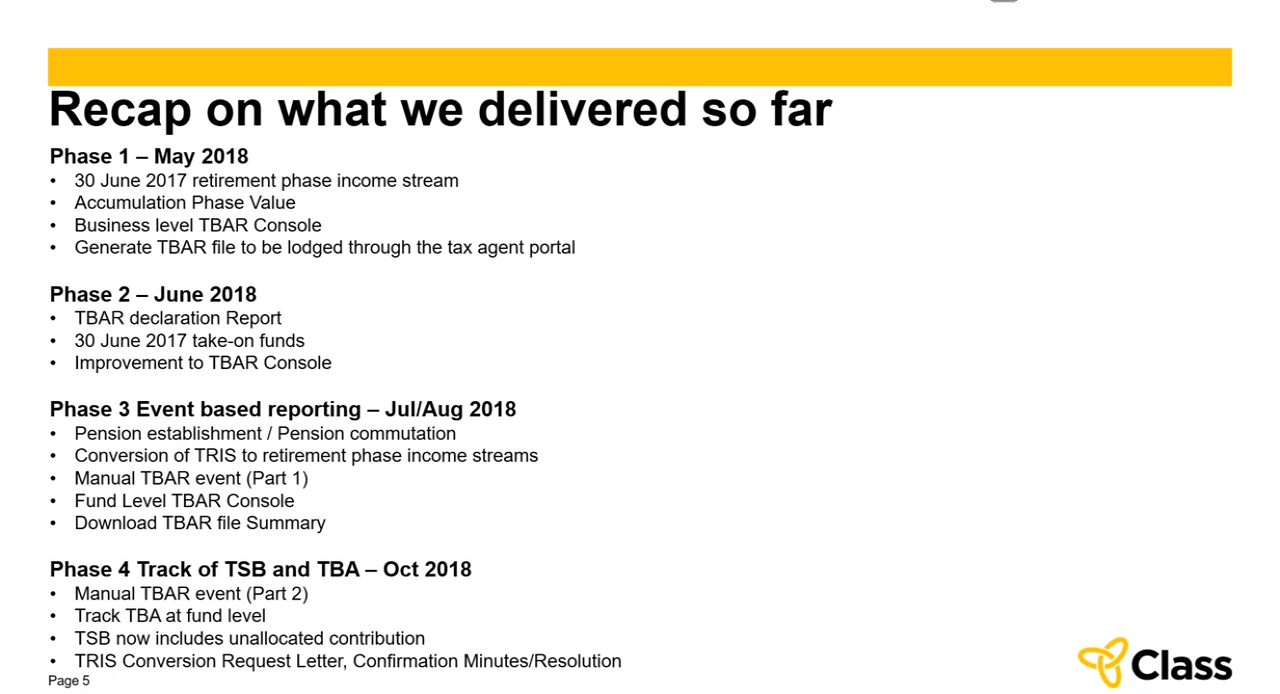 Recap on what we delivered so far
Phase 1 – May 2018
• 30 June 2017 retirement phase income stream
• Accumulation Phase Value
• Business level TBAR Console
• Generate TBAR file to be lodged through the tax agent portal
Phase 2 – June 2018
• TBAR declaration Report
• 30 June 2017 take-on funds
• Improvement to TBAR Console
Phase 3 Event based reporting – Jul/Aug 2018
• Pension establishment / Pension commutation
• Conversion of TRIS to retirement phase income streams
• Manual TBAR event (Part 1)
• Fund Level TBAR Console
• Download TBAR file Summary
Phase 4 Track of TSB and TBA – Oct 2018
• Manual TBAR event (Part 2)
• Track TBA at fund level
• TSB now includes unallocated contribution
• TRIS Conversion Request Letter, Confirmation Minutes/Resolution
Page 5
Class